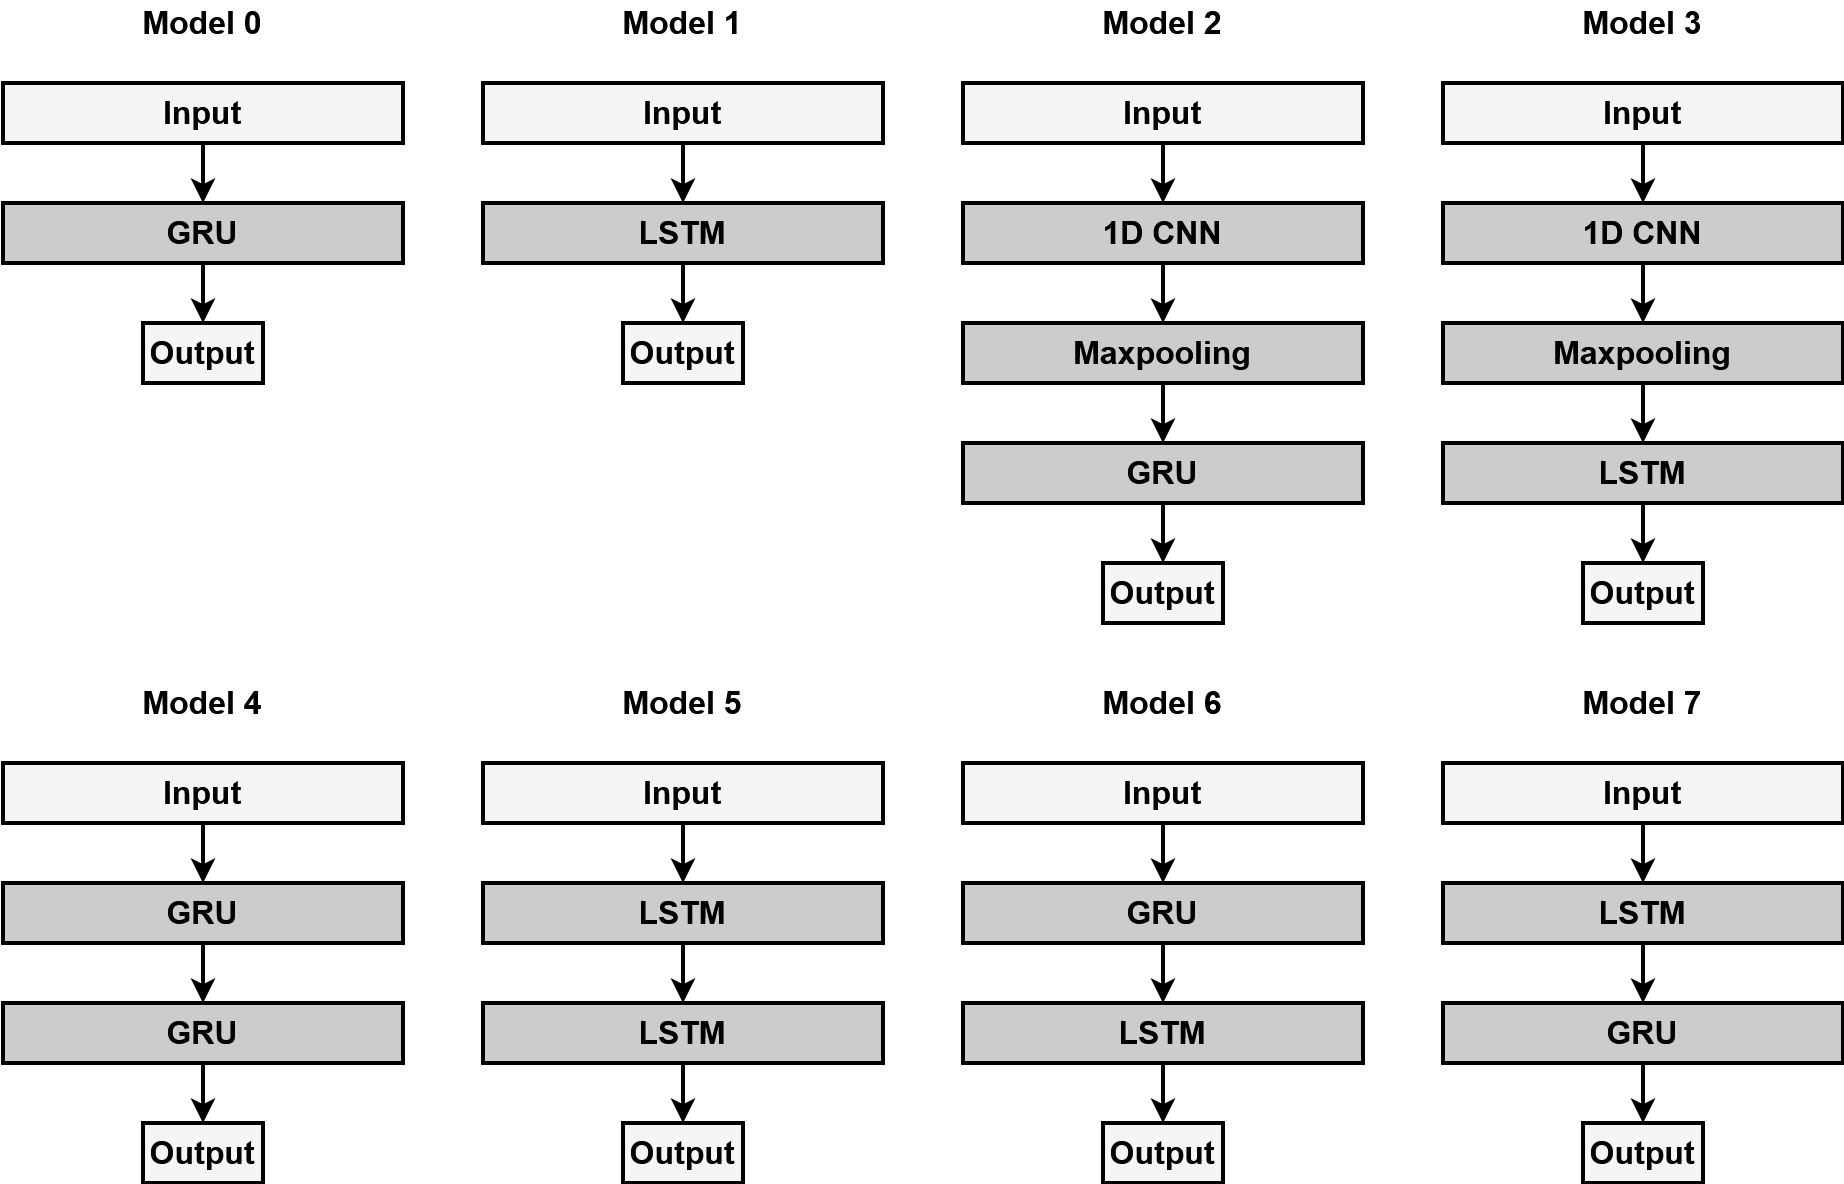 Model 0
Input
GRU
Output
Model 1
Input
LSTM
Output
Model 2
Input
1D CNN
Maxpooling
GRU
Output
Model 3
Input
1D CNN
Maxpooling
LSTM
Output
Model 4
Input
GRU
GRU
Output
Model 5
Input
LSTM
LSTM
Output
Model 6
Input
GRU
LSTM
Output
Model 7
Input
LSTM
GRU
Output